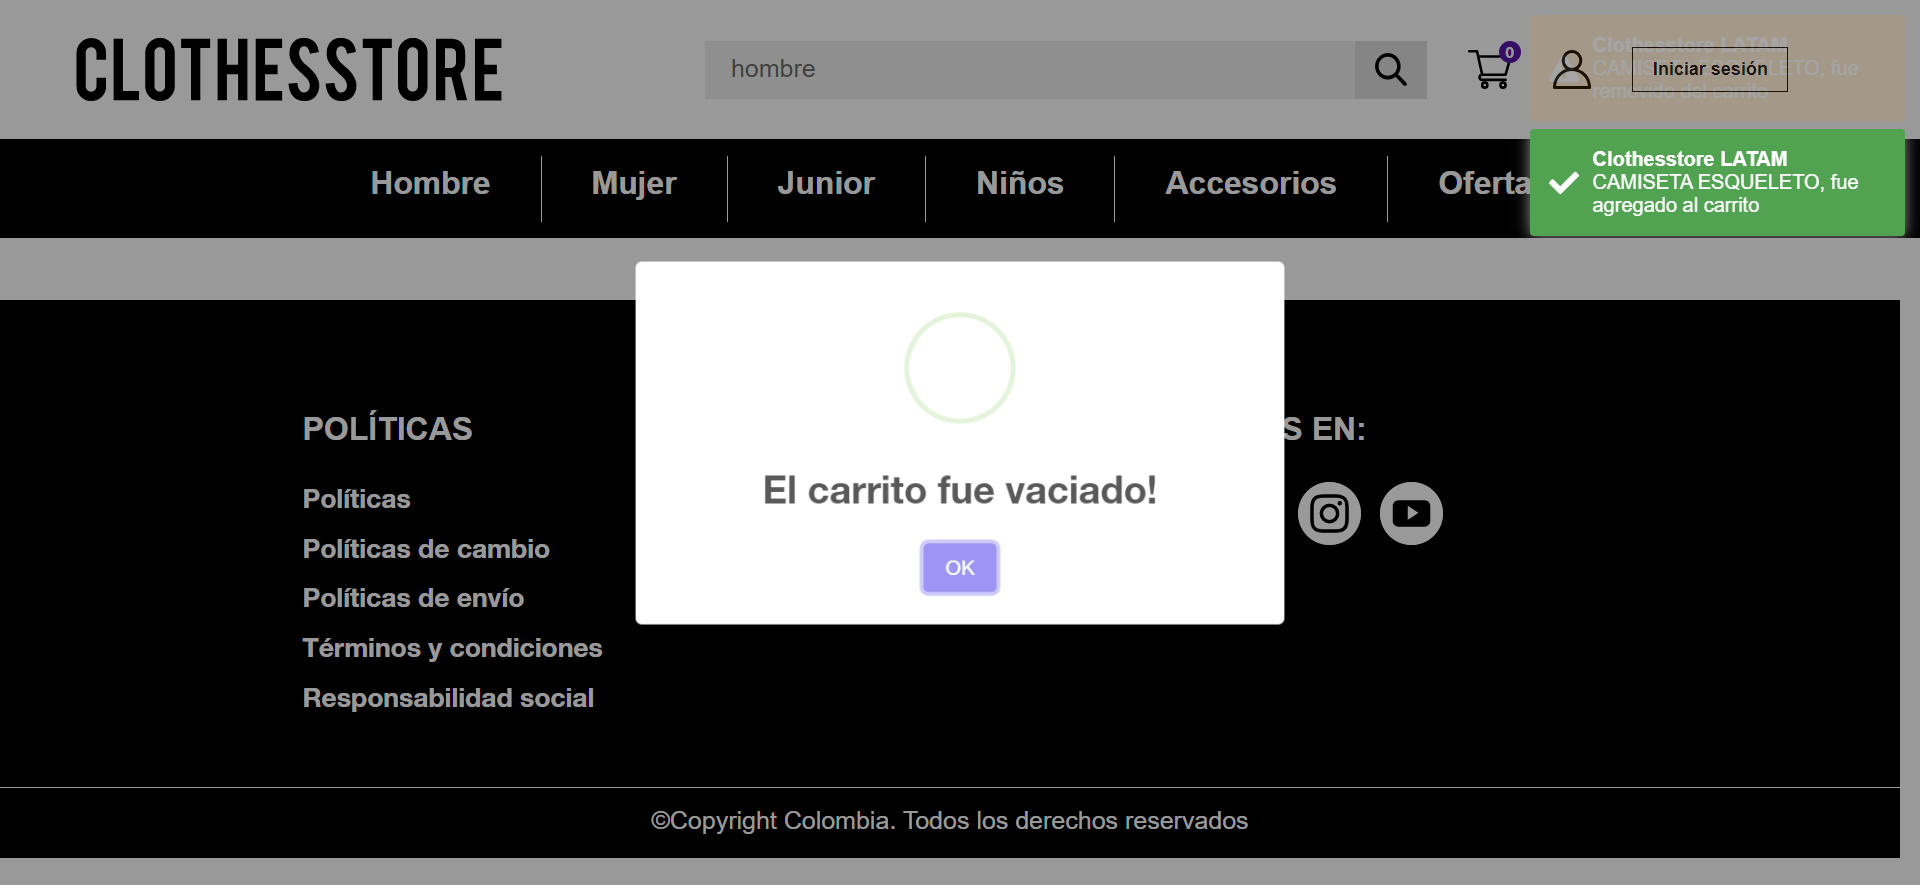 CLOTHESSTORE
hombre
0
Iniciar sesión
Clothesstore LATAM
CAMISETA ESQUELETO, fue
removido del carrito
Hombre
Mujer
Junior
Niños
Accesorios
Oferta
Clothesstore LATAM
CAMISETA ESQUELETO, fue
agregado al carrito
El carrito fue vaciado!
OK
POLÍTICAS
Políticas
Políticas de cambio
Políticas de envío
Términos y condiciones
Responsabilidad social
S EN:
©Copyright Colombia. Todos los derechos reservados